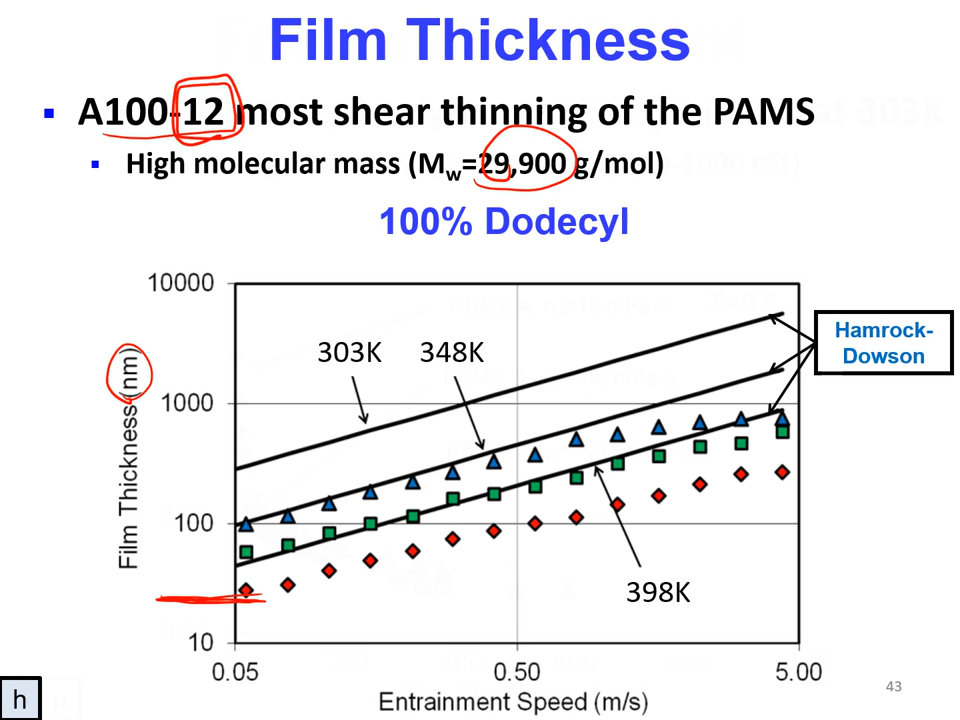 Film Thickness
▪ A100-12 most shear thinning of the PAMS
▪ High molecular mass (Mw=29,900 g/mol)
100% Dodecyl
10000
1000
100
10
Film Thickness (nm)
303K 348K
398K
Hamrock-
Dowson
0.05 0.50 5.00
Entrainment Speed (m/s)
h
43